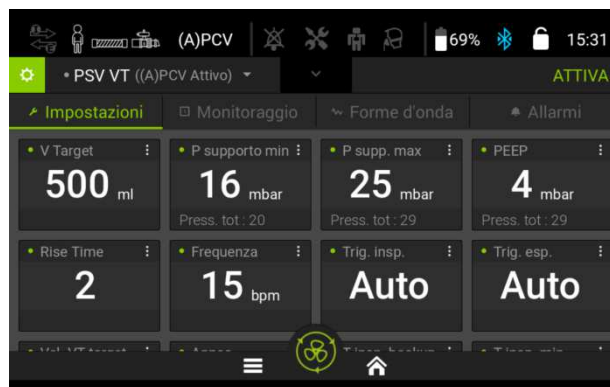 (A)PCV 69% 15:31
• PSV VT ((A)PCV Attivo) ATTIVA
Impostazioni Monitoraggio Forme d'onda Allarmi
V Target P supporto min P supp. max PEEP
500 ml 16 mbar 25 mbar 4 mbar
Press. tot : 20 Press. tot : 29 Press. tot : 29
Rise Time Frequenza Trig. insp. Trig. esp.
2 15 bpm Auto Auto